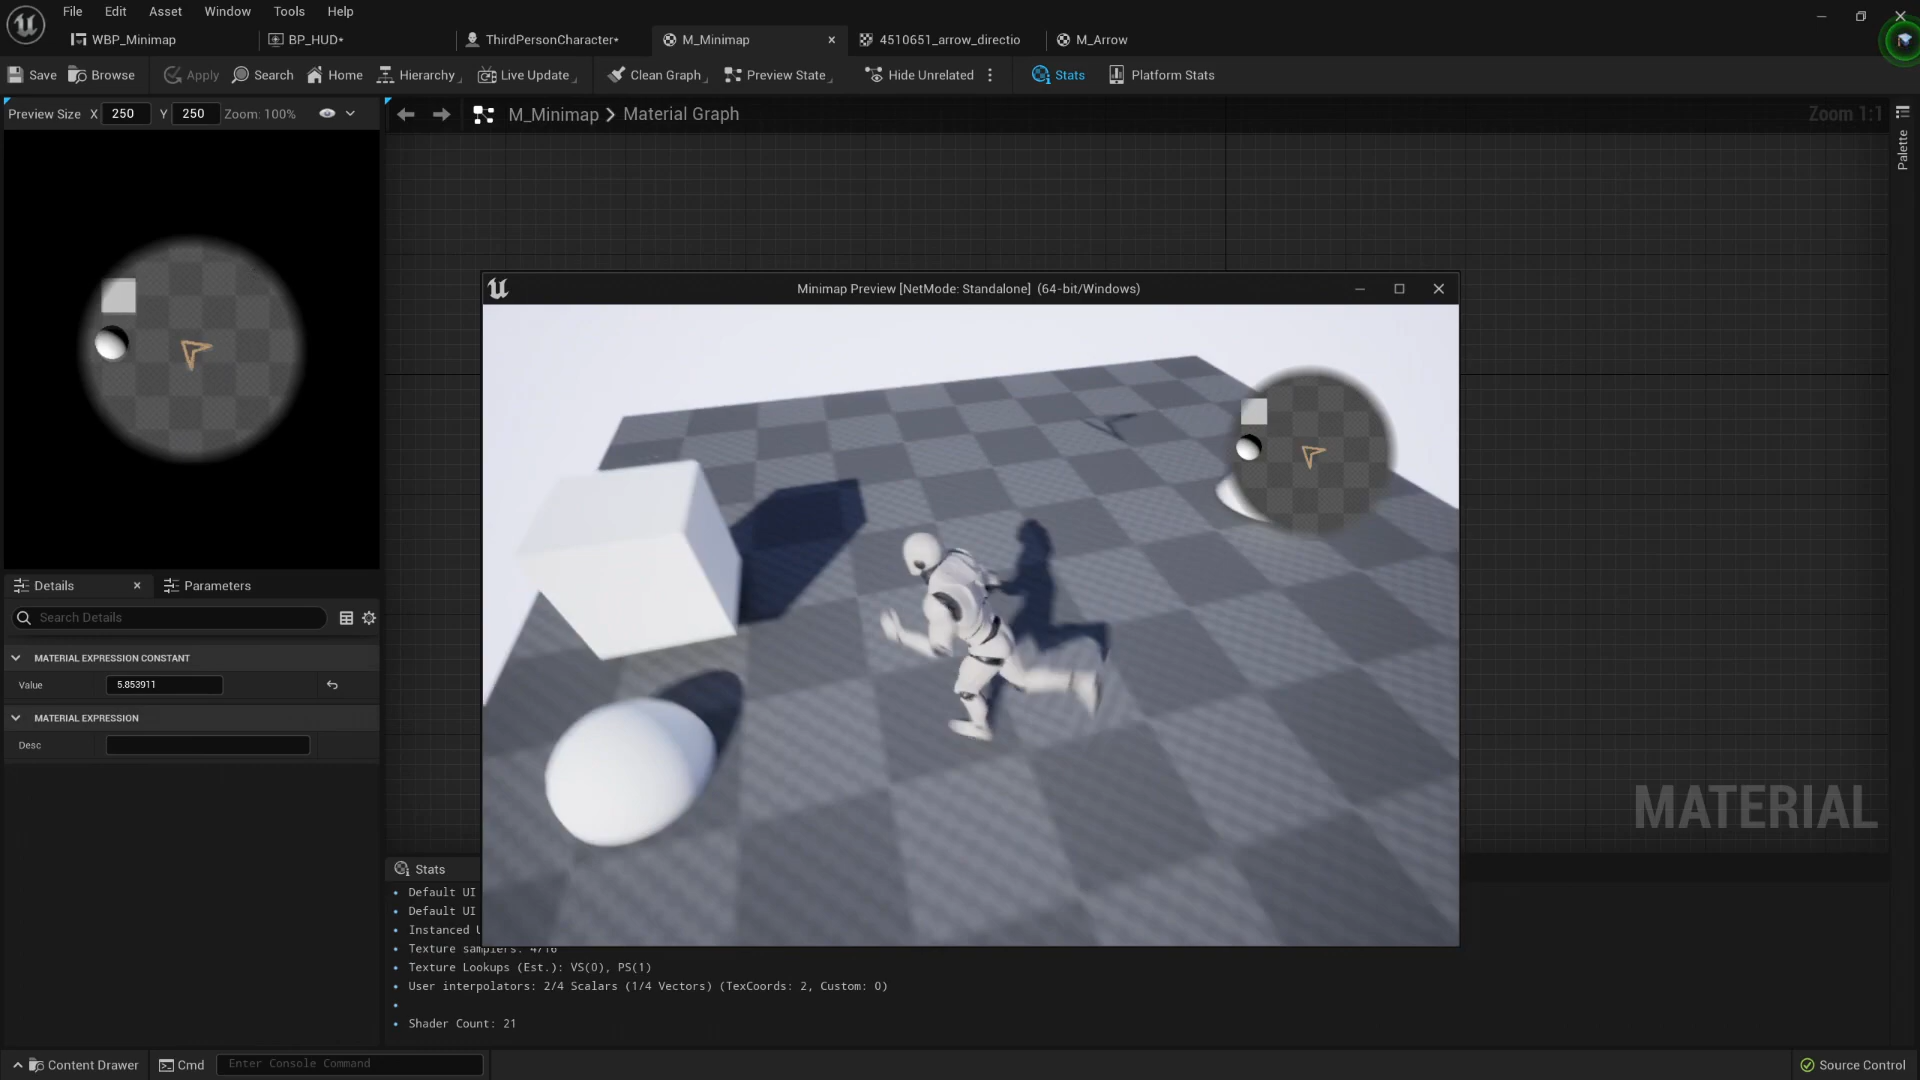 File Edit Asset Window Tools Help
WBP_Minimap BP_HUD* ThirdPersonCharacter* M_Minimap 4510651_arrow_directio M_Arrow
Save Browse Apply Search Home Hierarchy Live Update Clean Graph Preview State Hide Unrelated Stats Platform Stats
Preview Size X 250 Y 250 Zoom: 100%
M_Minimap > Material Graph
Zoom 1:1
Palette
Minimap Preview [NetMode: Standalone] (64-bit/Windows)
Details Parameters
Search Details
MATERIAL EXPRESSION CONSTANT
Value 5.853911
MATERIAL EXPRESSION
Desc
MATERIAL
Stats
Default UI
Default UI
Instanced
Texture samplers: 4/16
Texture Lookups (Est.): VS(0), PS(1)
User interpolators: 2/4 Scalars (1/4 Vectors) (TexCoords: 2, Custom: 0)
Shader Count: 21
Content Drawer Cmd Enter Console Command Source Control